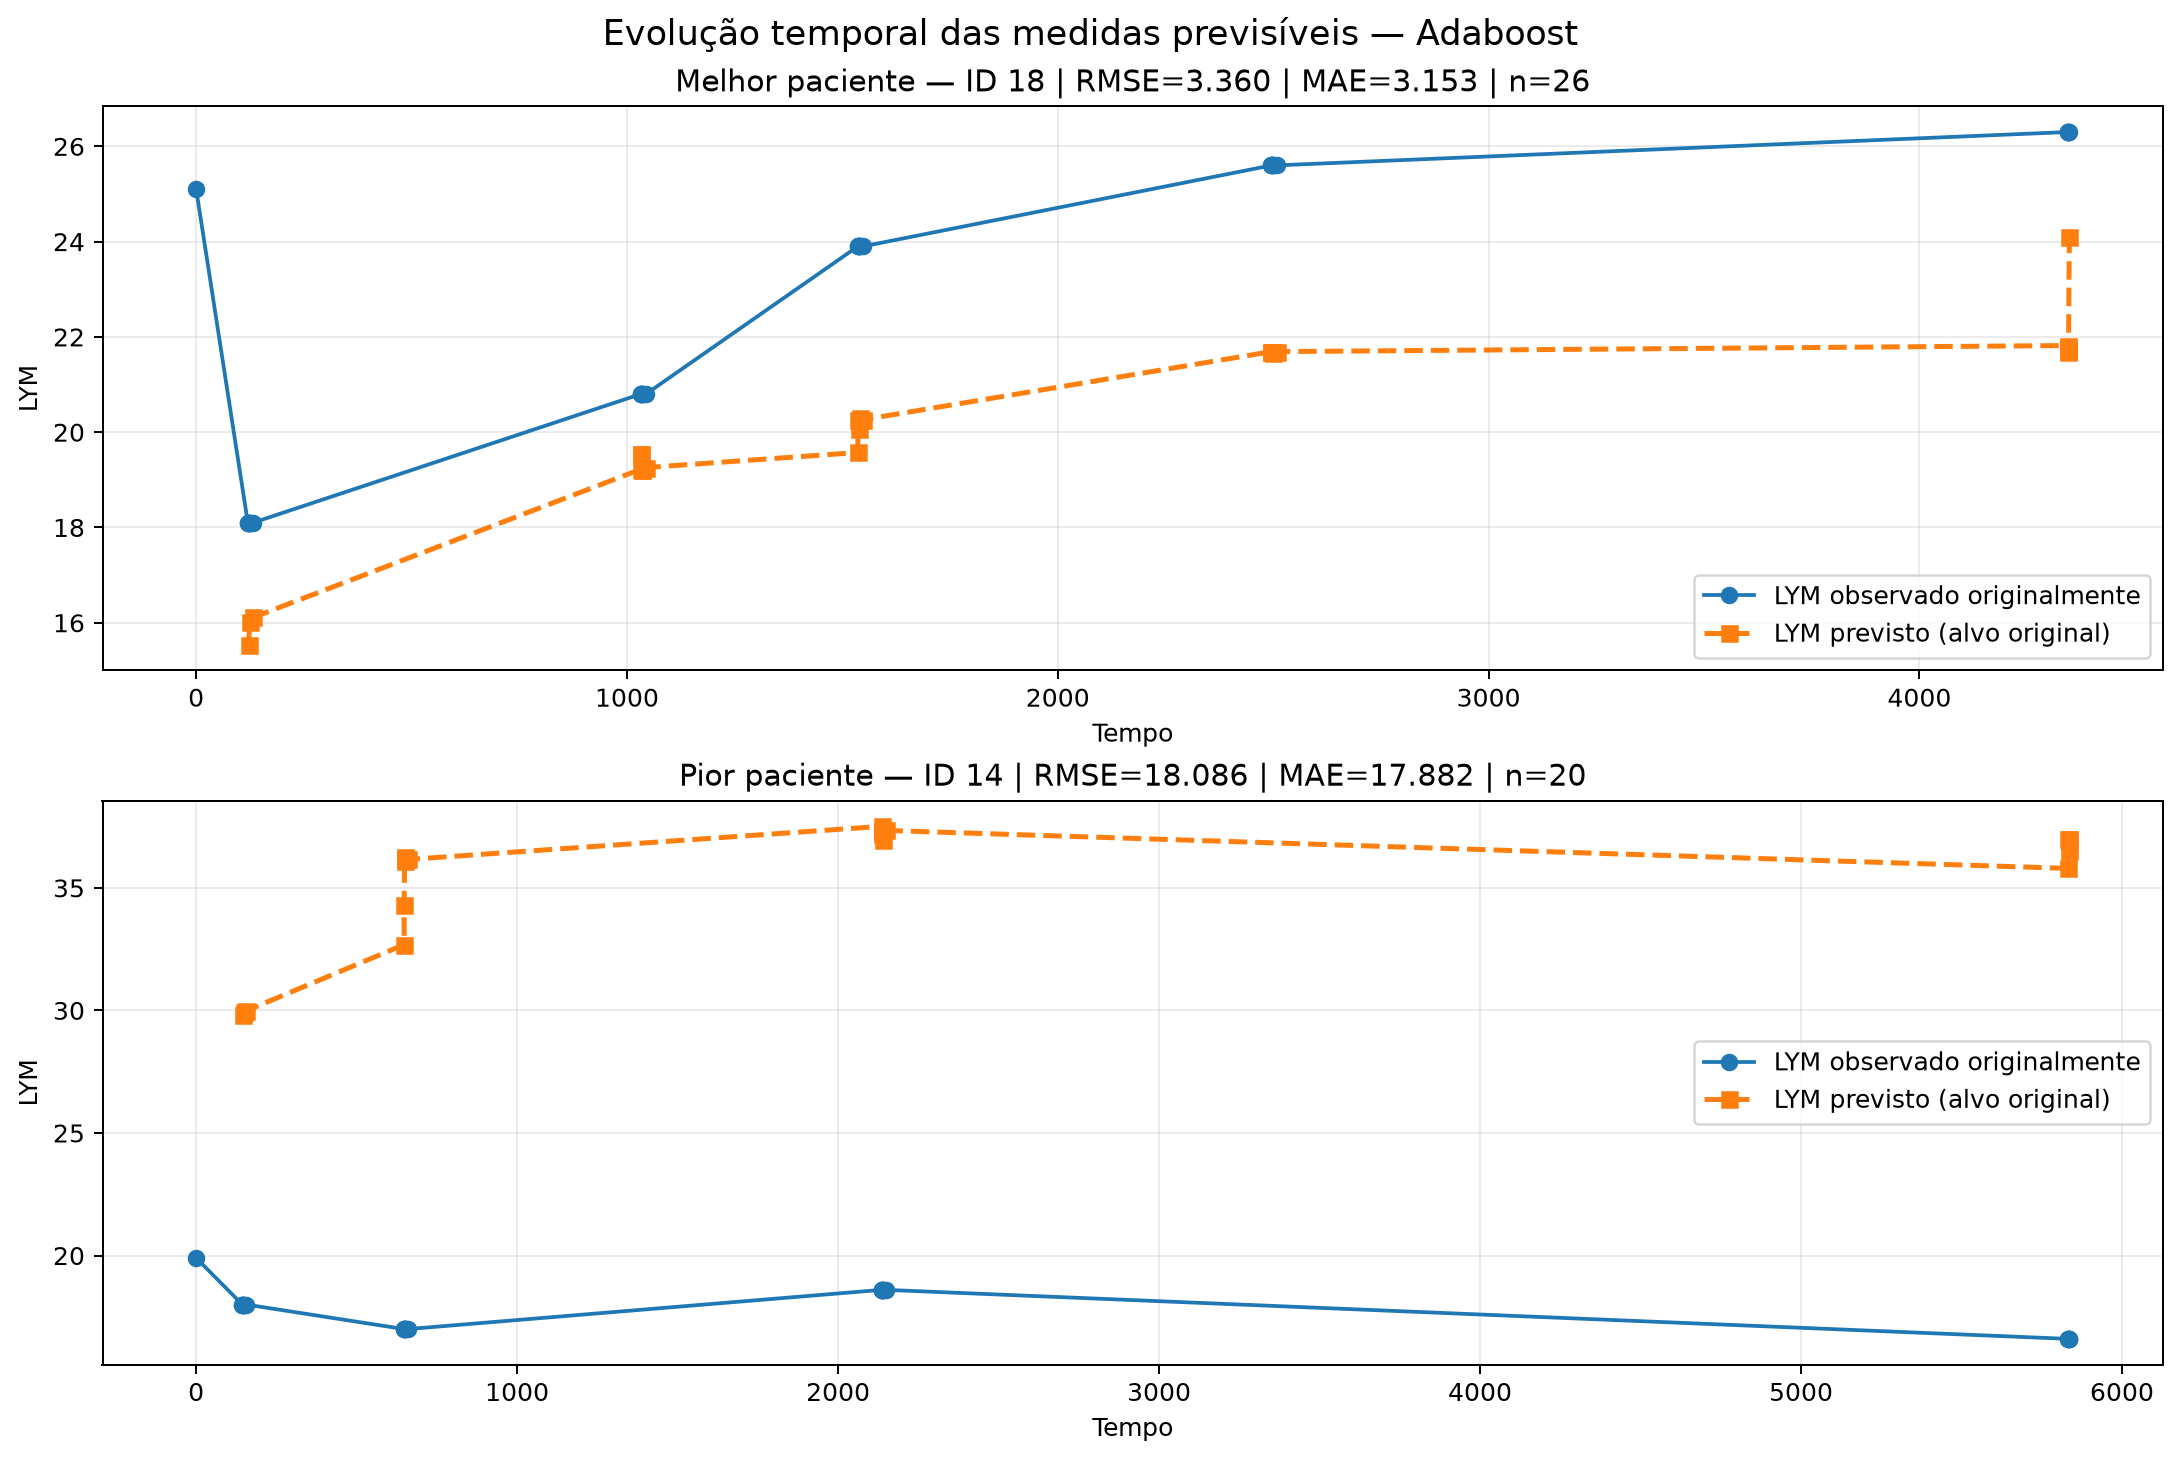 Evolução temporal das medidas previsíveis — Adaboost
Melhor paciente — ID 18 | RMSE=3.360 | MAE=3.153 | n=26
LYM
26
24
22
20
18
16
LYM observado originalmente
LYM previsto (alvo original)
0 1000 2000 3000 4000
Tempo
Pior paciente — ID 14 | RMSE=18.086 | MAE=17.882 | n=20
LYM
35
30
25
20
LYM observado originalmente
LYM previsto (alvo original)
0 1000 2000 3000 4000 5000 6000
Tempo